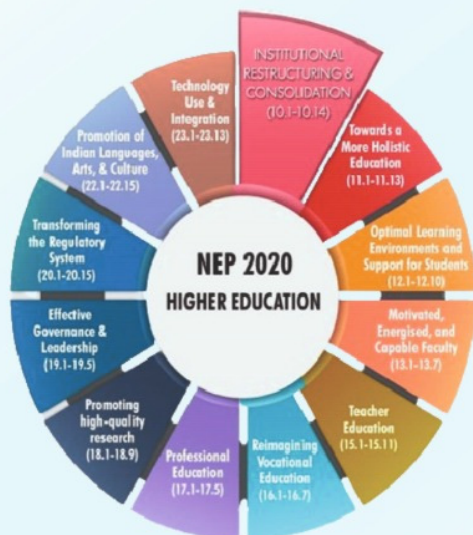 INSTITUTIONAL
RESTRUCTURING &
CONSOLIDATION
(10.1-10.14)
Towards a
More Holistic
Education
(11.1-11.13)
Optimal Learning
Environments and
Support for Students
(12.1-12.10)
Motivated,
Energised, and
Capable Faculty
(13.1-13.7)
Teacher
Education
(15.1-15.11)
Reimagining
Vocational
Education
(16.1-16.7)
Professional
Education
(17.1-17.5)
Promoting
high-quality
research
(18.1-18.9)
Effective
Governance &
Leadership
(19.1-19.5)
Transforming
the Regulatory
System
(20.1-20.15)
Promotion of
Indian Languages,
Arts, & Culture
(22.1-22.15)
Technology
Use &
Integration
(23.1-23.13)
NEP 2020
HIGHER EDUCATION